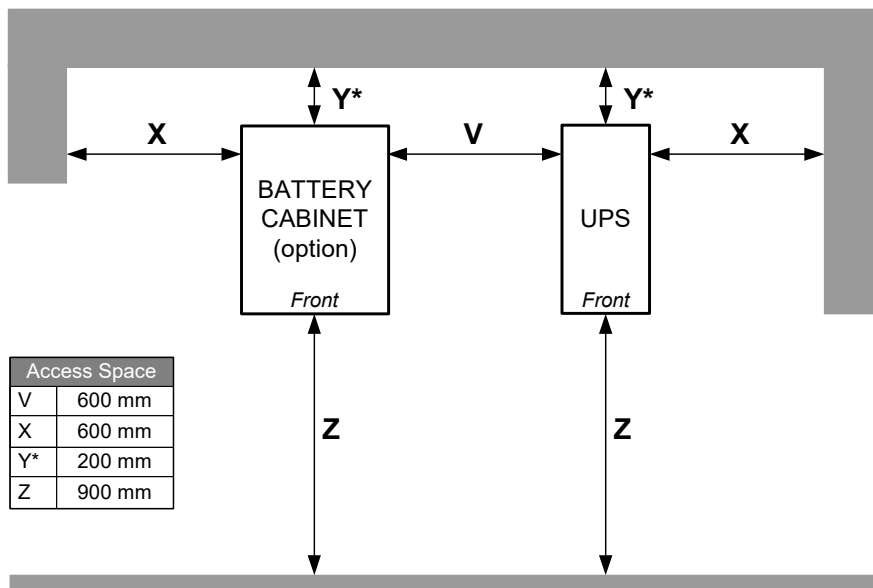 Y*
Y*
X
V
X
BATTERY
CABINET
(option)
UPS
Front
Front
Access Space
V 600 mm
X 600 mm
Y* 200 mm
Z 900 mm
Z
Z